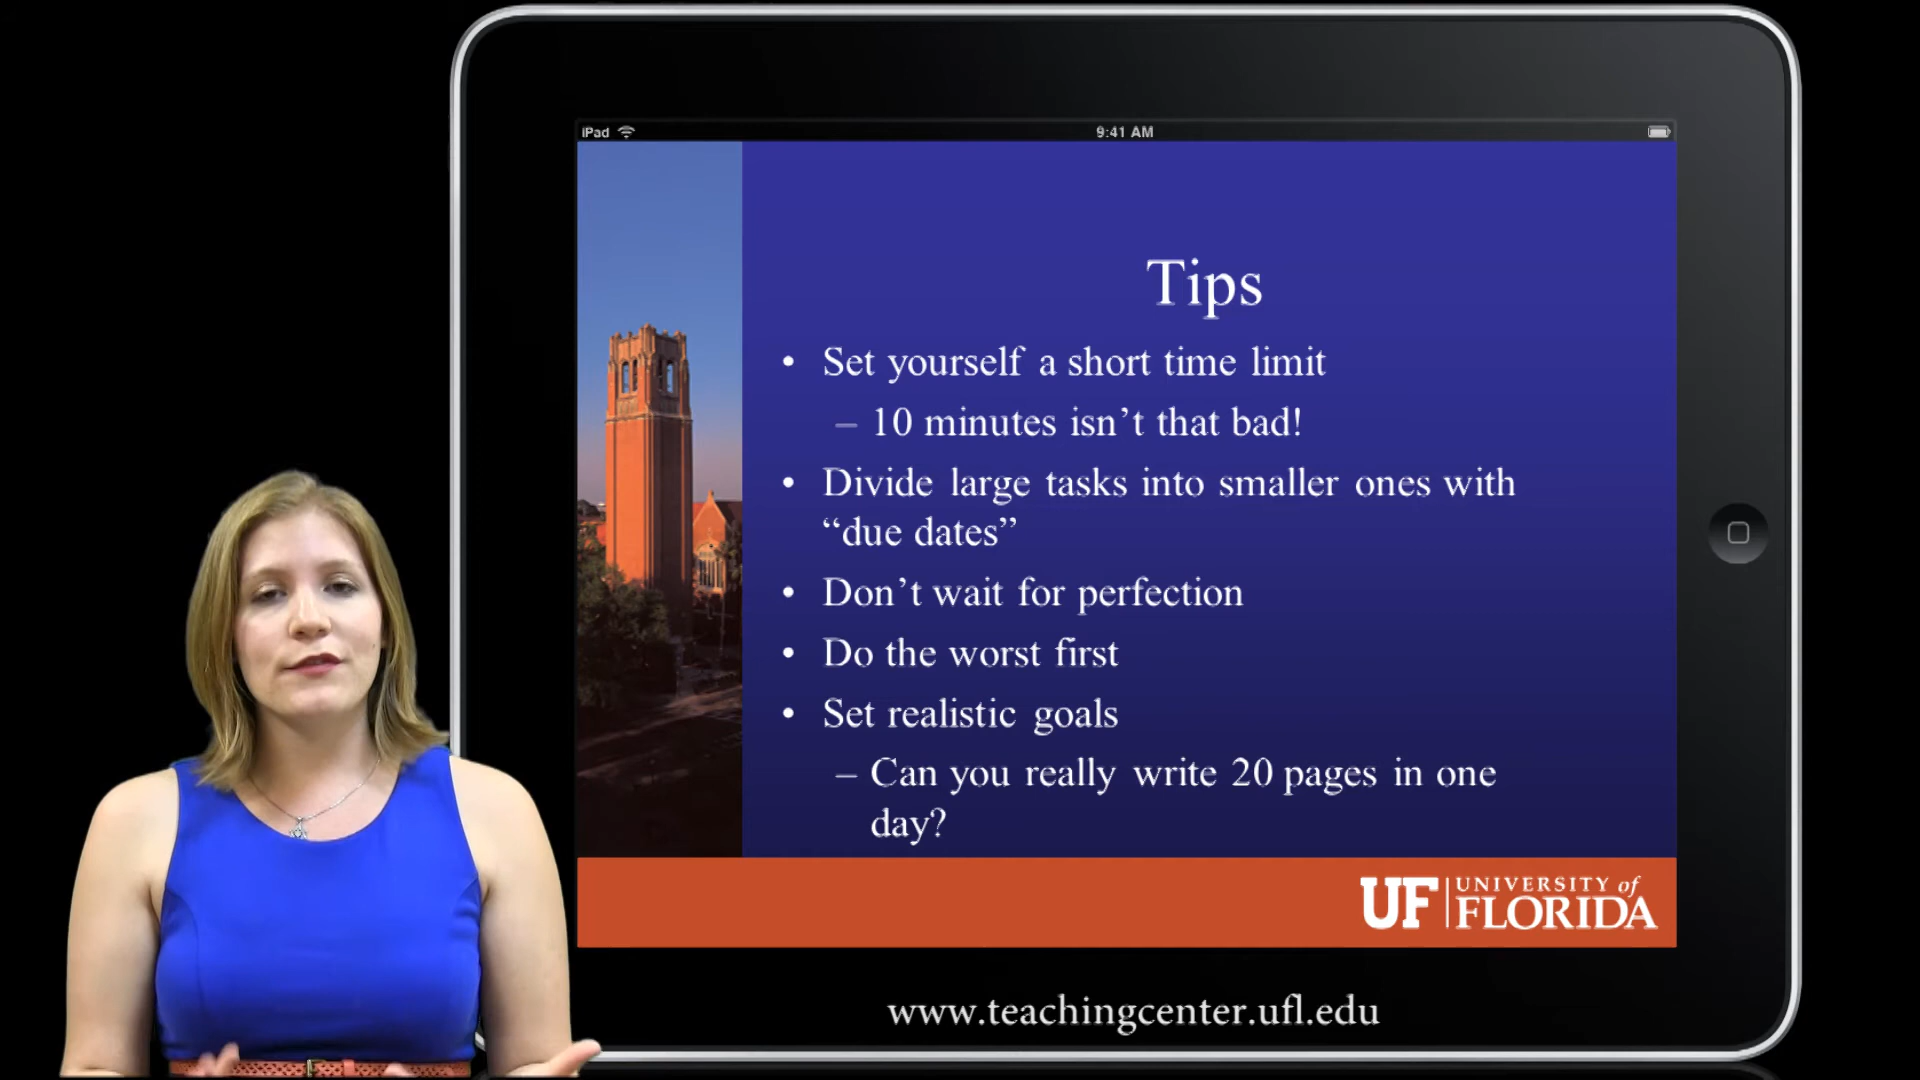 iPad
9:41 AM
Tips
• Set yourself a short time limit
– 10 minutes isn’t that bad!
• Divide large tasks into smaller ones with
“due dates”
• Don’t wait for perfection
• Do the worst first
• Set realistic goals
– Can you really write 20 pages in one
day?
UF UNIVERSITY of
FLORIDA
www.teachingcenter.ufl.edu